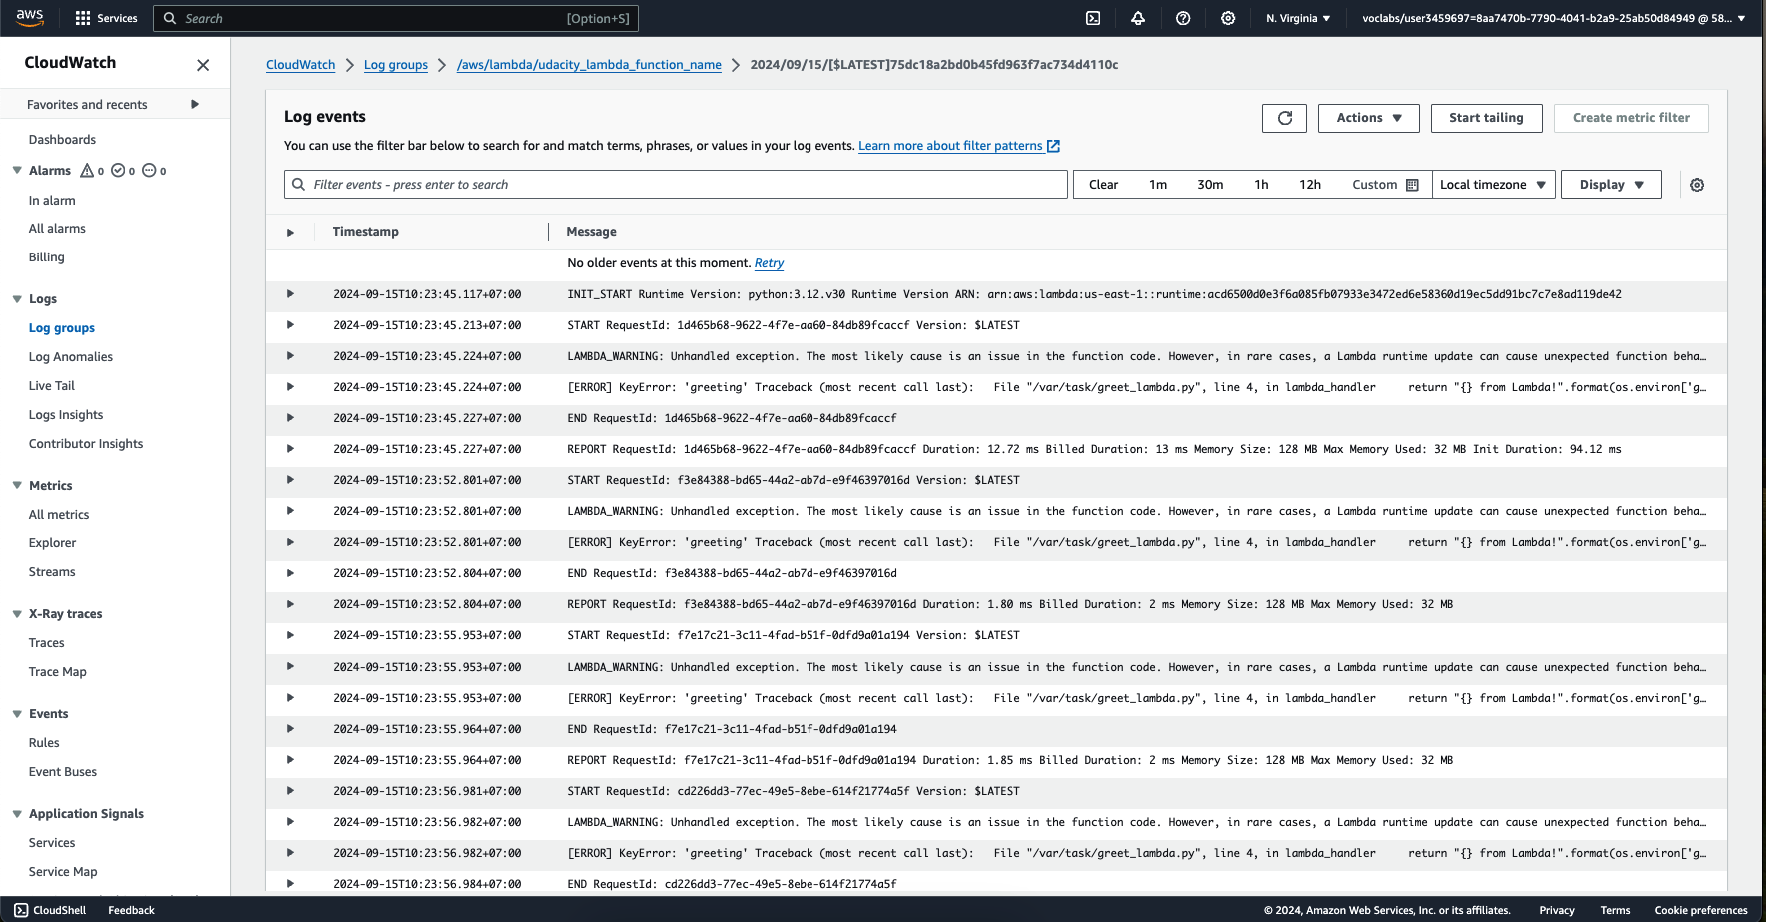 aws Services Search [Option+S] N. Virginia voclabs/user3459697=8aa7470b-7790-4041-b2a9-25ab50d84949 @ 58...
CloudWatch
Favorites and recents
Dashboards
Alarms 0 0 0
In alarm
All alarms
Billing
Logs
Log groups
Log Anomalies
Live Tail
Logs Insights
Contributor Insights
Metrics
All metrics
Explorer
Streams
X-Ray traces
Traces
Trace Map
Events
Rules
Event Buses
Application Signals
Services
Service Map
CloudWatch Log groups /aws/lambda/udacity_lambda_function_name 2024/09/15/[$LATEST]75dc18a2bd0b45fd963f7ac734d4110c
Log events
Actions Start tailing Create metric filter
You can use the filter bar below to search for and match terms, phrases, or values in your log events. Learn more about filter patterns
Filter events - press enter to search Clear 1m 30m 1h 12h Custom Local timezone Display
Timestamp Message
No older events at this moment. Retry
2024-09-15T10:23:45.117+07:00 INIT_START Runtime Version: python:3.12.v30 Runtime Version ARN: arn:aws:lambda:us-east-1::runtime:acd6500d0e3f6a085fb07933e3472ed6e58360d19ec5dd91bc7c7e8ad119de42
2024-09-15T10:23:45.213+07:00 START RequestId: 1d465b68-9622-4f7e-aa60-84db89fcaccf Version: $LATEST
2024-09-15T10:23:45.224+07:00 LAMBDA_WARNING: Unhandled exception. The most likely cause is an issue in the function code. However, in rare cases, a Lambda runtime update can cause unexpected function beha…
2024-09-15T10:23:45.224+07:00 [ERROR] KeyError: 'greeting' Traceback (most recent call last): File "/var/task/greet_lambda.py", line 4, in lambda_handler return "{} from Lambda!".format(os.environ['g…
2024-09-15T10:23:45.227+07:00 END RequestId: 1d465b68-9622-4f7e-aa60-84db89fcaccf
2024-09-15T10:23:45.227+07:00 REPORT RequestId: 1d465b68-9622-4f7e-aa60-84db89fcaccf Duration: 12.72 ms Billed Duration: 13 ms Memory Size: 128 MB Max Memory Used: 32 MB Init Duration: 94.12 ms
2024-09-15T10:23:52.801+07:00 START RequestId: f3e84388-bd65-44a2-ab7d-e9f46397016d Version: $LATEST
2024-09-15T10:23:52.801+07:00 LAMBDA_WARNING: Unhandled exception. The most likely cause is an issue in the function code. However, in rare cases, a Lambda runtime update can cause unexpected function beha…
2024-09-15T10:23:52.801+07:00 [ERROR] KeyError: 'greeting' Traceback (most recent call last): File "/var/task/greet_lambda.py", line 4, in lambda_handler return "{} from Lambda!".format(os.environ['g…
2024-09-15T10:23:52.804+07:00 END RequestId: f3e84388-bd65-44a2-ab7d-e9f46397016d
2024-09-15T10:23:52.804+07:00 REPORT RequestId: f3e84388-bd65-44a2-ab7d-e9f46397016d Duration: 1.80 ms Billed Duration: 2 ms Memory Size: 128 MB Max Memory Used: 32 MB
2024-09-15T10:23:55.953+07:00 START RequestId: f7e17c21-3c11-4fad-b51f-0dfd9a01a194 Version: $LATEST
2024-09-15T10:23:55.953+07:00 LAMBDA_WARNING: Unhandled exception. The most likely cause is an issue in the function code. However, in rare cases, a Lambda runtime update can cause unexpected function beha…
2024-09-15T10:23:55.953+07:00 [ERROR] KeyError: 'greeting' Traceback (most recent call last): File "/var/task/greet_lambda.py", line 4, in lambda_handler return "{} from Lambda!".format(os.environ['g…
2024-09-15T10:23:55.964+07:00 END RequestId: f7e17c21-3c11-4fad-b51f-0dfd9a01a194
2024-09-15T10:23:55.964+07:00 REPORT RequestId: f7e17c21-3c11-4fad-b51f-0dfd9a01a194 Duration: 1.85 ms Billed Duration: 2 ms Memory Size: 128 MB Max Memory Used: 32 MB
2024-09-15T10:23:56.981+07:00 START RequestId: cd226dd3-77ec-49e5-8ebe-614f21774a5f Version: $LATEST
2024-09-15T10:23:56.982+07:00 LAMBDA_WARNING: Unhandled exception. The most likely cause is an issue in the function code. However, in rare cases, a Lambda runtime update can cause unexpected function beha…
2024-09-15T10:23:56.982+07:00 [ERROR] KeyError: 'greeting' Traceback (most recent call last): File "/var/task/greet_lambda.py", line 4, in lambda_handler return "{} from Lambda!".format(os.environ['g…
2024-09-15T10:23:56.984+07:00 END RequestId: cd226dd3-77ec-49e5-8ebe-614f21774a5f
CloudShell Feedback © 2024, Amazon Web Services, Inc. or its affiliates. Privacy Terms Cookie preferences